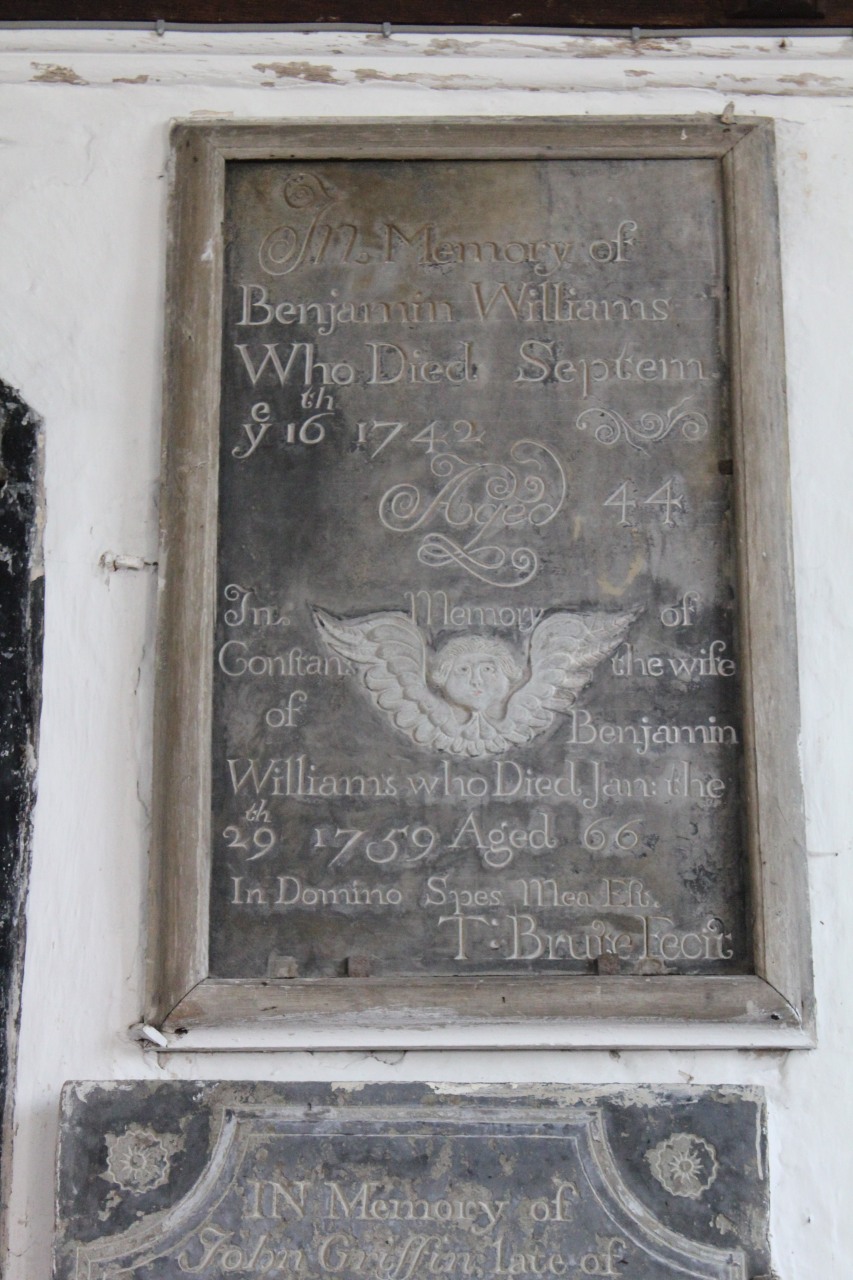 In Memory of
Benjamin Williams
Who Died Septem
yᵉ 16ᵗʰ 1742
Aged 44
In Memory of
Conſtan: the wife
of Benjamin
Williams who Died Jan: the
29ᵗʰ 1759 Aged 66
In Domino Spes Mea Eſt.
T: Brute Fecit
IN Memory of
John Griffin, late of